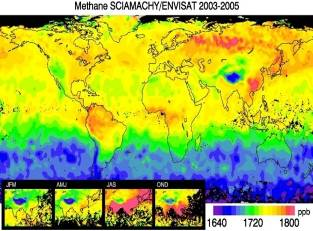 Methane SCIAMACHY/ENVISAT 2003-2005
JFM
AMJ
JAS
OND
ppb
1640
1720
1800